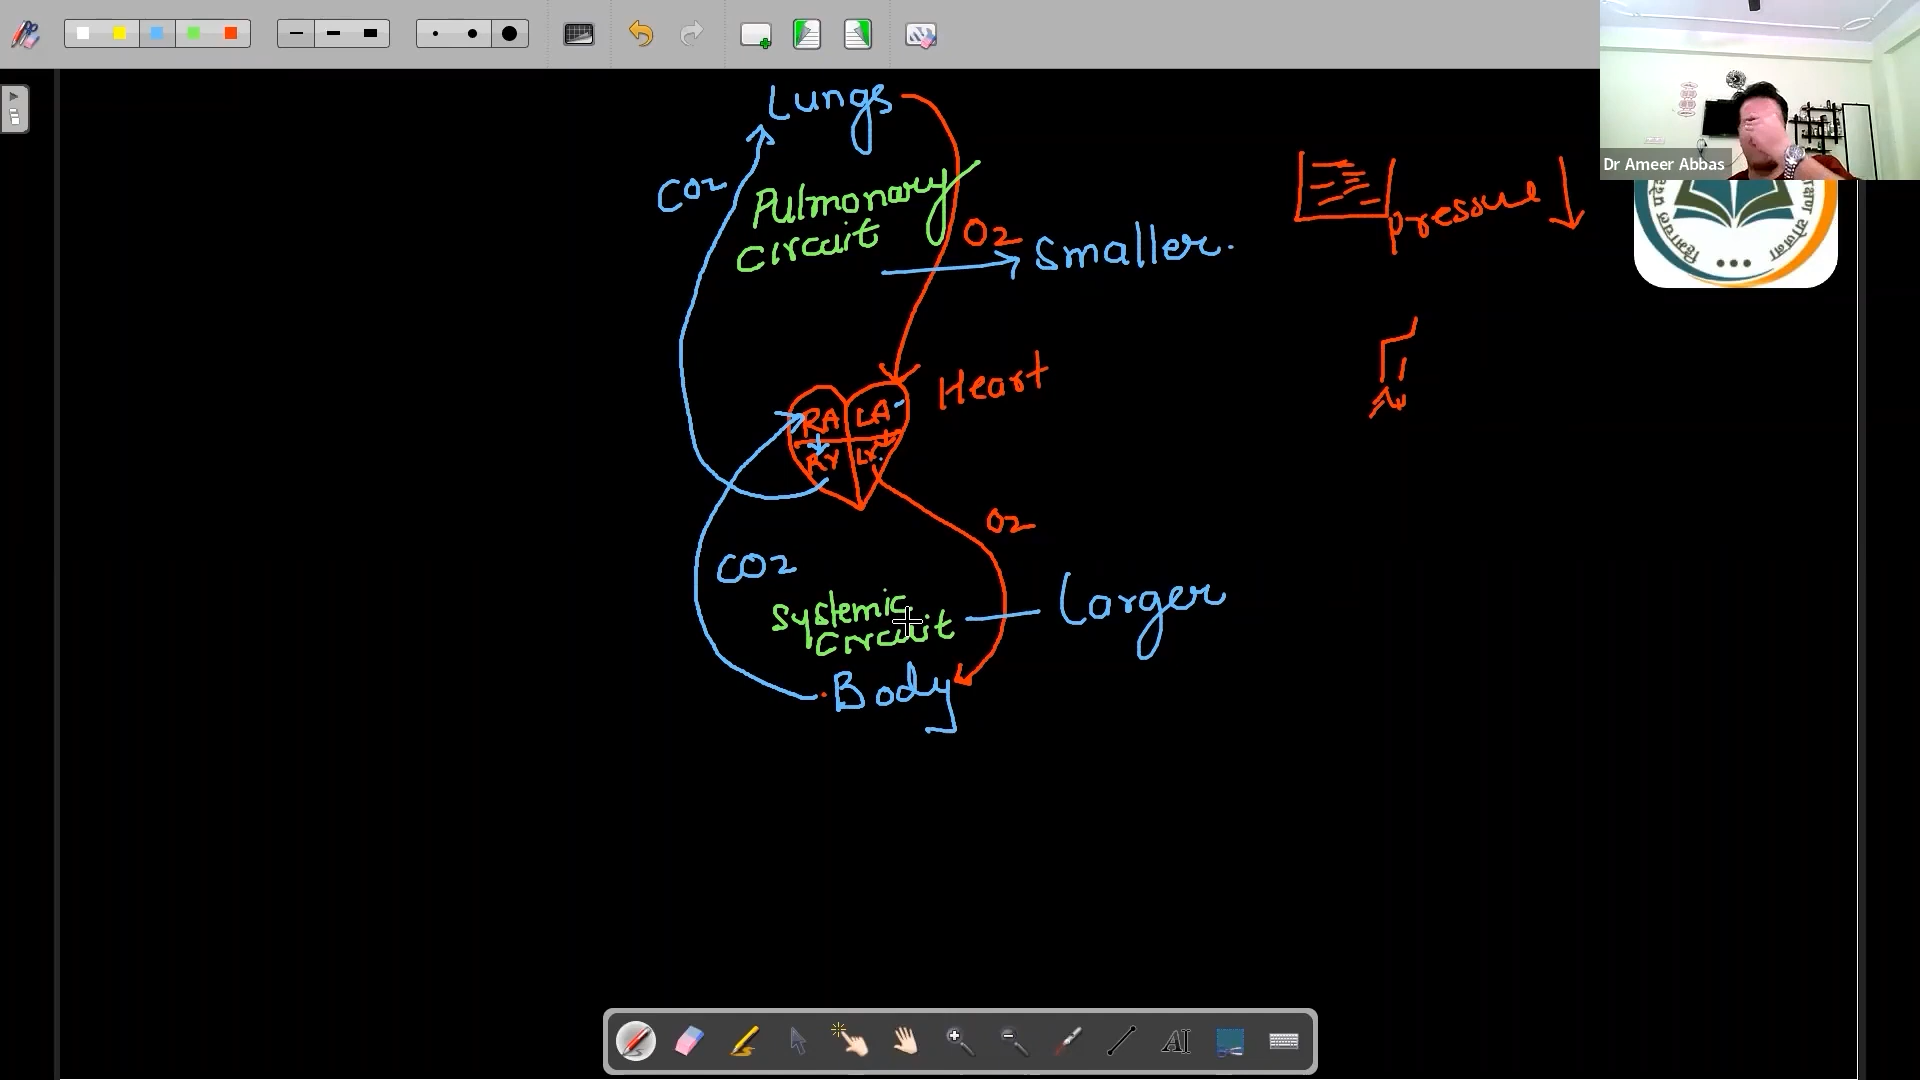 Lungs
CO2
Pulmonary
circuit
O2
Smaller.
pressure
Dr Ameer Abbas
Heart
RA LA
RV LV
O2
CO2
Systemic
circuit
Larger
Body